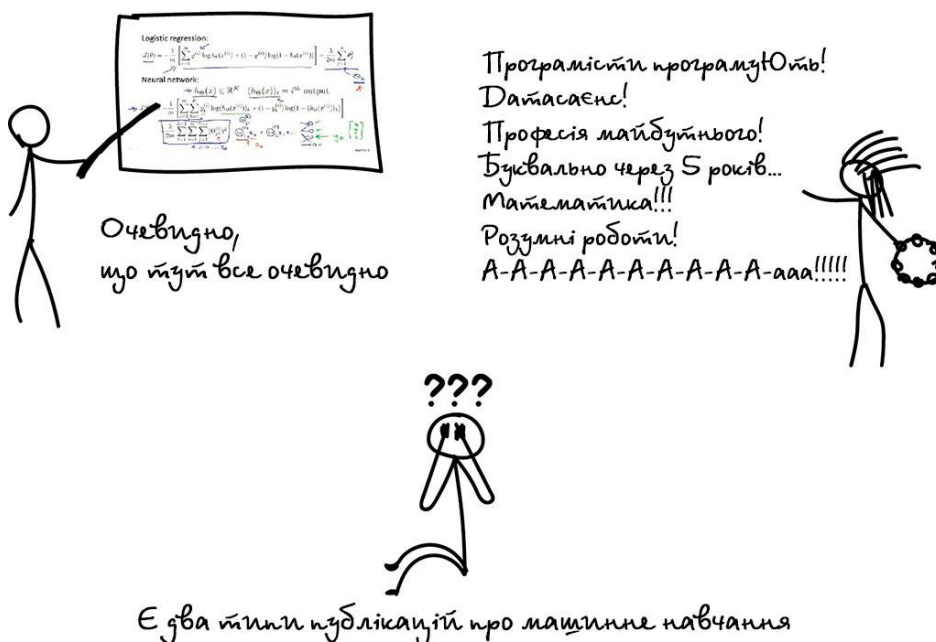 Logistic regression:
Neural network:
Очевидно,
що тут все очевидно
Програмісти програмуЮть!
Датасаєнс!
Професія майбутнього!
Буквально через 5 років...
Математика!!!
Розумні роботи!
А-А-А-А-А-А-А-А-А-А-ааа!!!!!
???
Є два типи публікацій про машинне навчання